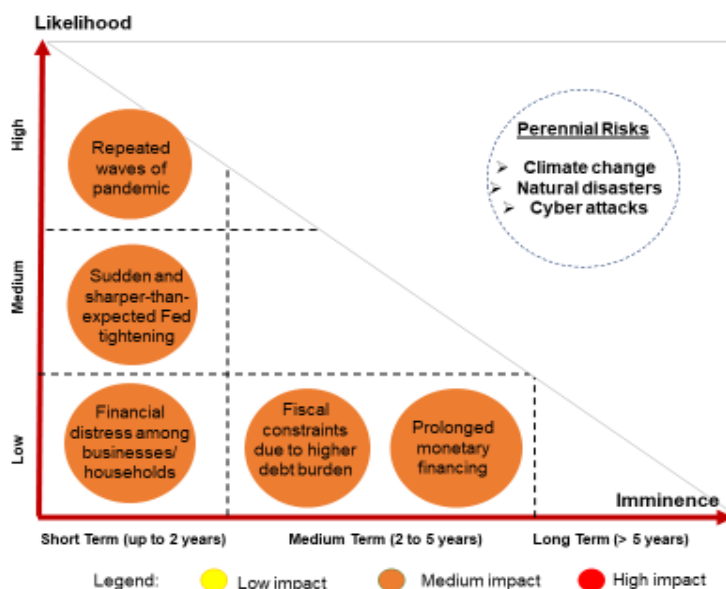 Likelihood
High
Repeated
waves of
pandemic
Perennial Risks
➢ Climate change
➢ Natural disasters
➢ Cyber attacks
Medium
Sudden and
sharper-than-
expected Fed
tightening
Low
Financial
distress among
businesses/
households
Fiscal
constraints
due to higher
debt burden
Prolonged
monetary
financing
Imminence
Short Term (up to 2 years)
Medium Term (2 to 5 years)
Long Term (> 5 years)
Legend:
Low impact
Medium impact
High impact